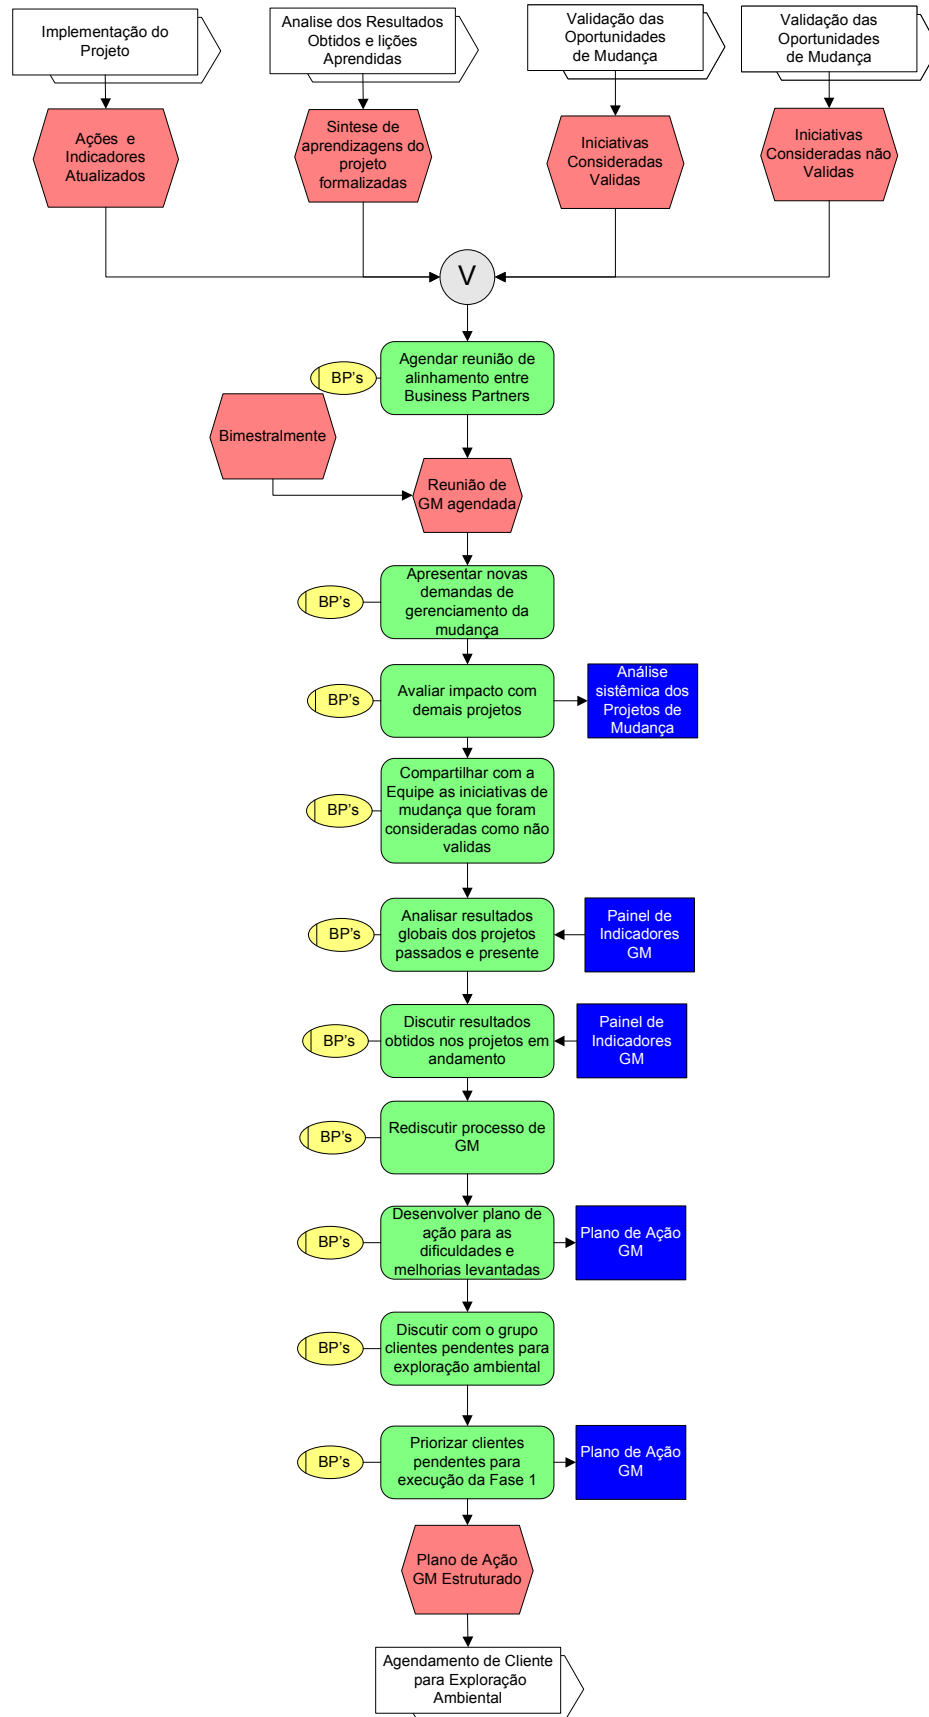 Implementação do
Projeto
Analise dos Resultados
Obtidos e lições
Aprendidas
Validação das
Oportunidades
de Mudança
Validação das
Oportunidades
de Mudança
Ações e
Indicadores
Atualizados
Sintese de
aprendizagens do
projeto
formalizadas
Iniciativas
Consideradas
Validas
Iniciativas
Consideradas não
Validas
V
BP's
Agendar reunião de
alinhamento entre
Business Partners
Bimestralmente
Reunião de
GM agendada
BP's
Apresentar novas
demandas de
gerenciamento da
mudança
BP's
Avaliar impacto com
demais projetos
Análise
sistêmica dos
Projetos de
Mudança
BP's
Compartilhar com a
Equipe as iniciativas de
mudança que foram
consideradas como não
validas
BP's
Analisar resultados
globais dos projetos
passados e presente
Painel de
Indicadores
GM
BP's
Discutir resultados
obtidos nos projetos em
andamento
Painel de
Indicadores
GM
BP's
Rediscutir processo de
GM
BP's
Desenvolver plano de
ação para as
dificuldades e
melhorias levantadas
Plano de Ação
GM
BP's
Discutir com o grupo
clientes pendentes para
exploração ambiental
BP's
Priorizar clientes
pendentes para
execução da Fase 1
Plano de Ação
GM
Plano de Ação
GM Estruturado
Agendamento de Cliente
para Exploração
Ambiental